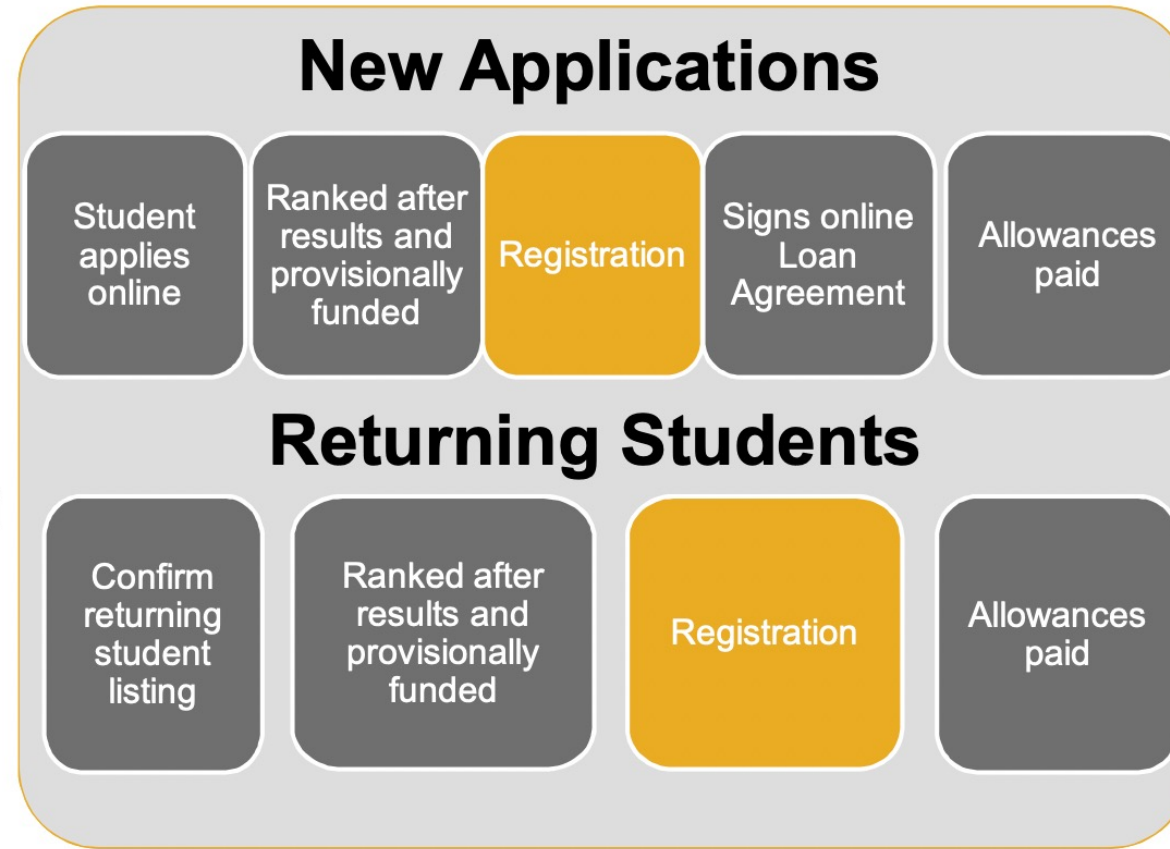 New Applications
Student
applies
online
Ranked after
results and
provisionally
funded
Registration
Signs online
Loan
Agreement
Allowances
paid
Returning Students
Confirm
returning
student
listing
Ranked after
results and
provisionally
funded
Registration
Allowances
paid